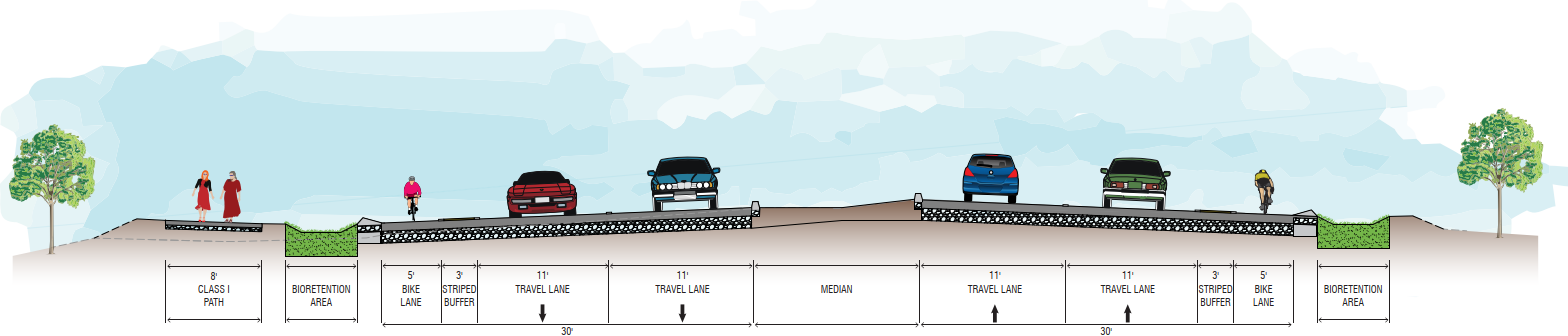 8'
CLASS I
PATH
BIORETENTION
AREA
5'
BIKE
LANE
3'
STRIPED
BUFFER
11'
TRAVEL LANE
11'
TRAVEL LANE
MEDIAN
11'
TRAVEL LANE
11'
TRAVEL LANE
3'
STRIPED
BUFFER
5'
BIKE
LANE
BIORETENTION
AREA
30'
30'